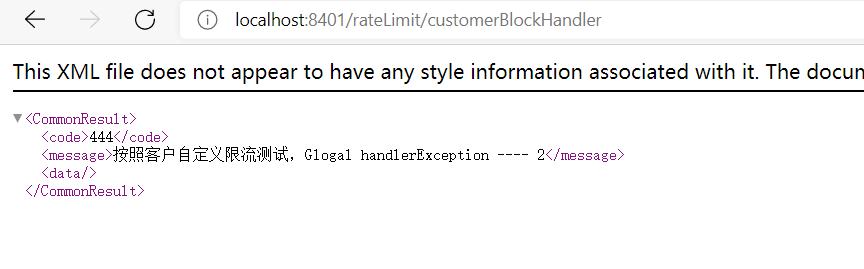 localhost:8401/rateLimit/customerBlockHandler
This XML file does not appear to have any style information associated with it. The docum
<CommonResult>
<code>444</code>
<message>按照客户自定义限流测试，Glogal handlerException ---- 2</message>
<data/>
</CommonResult>